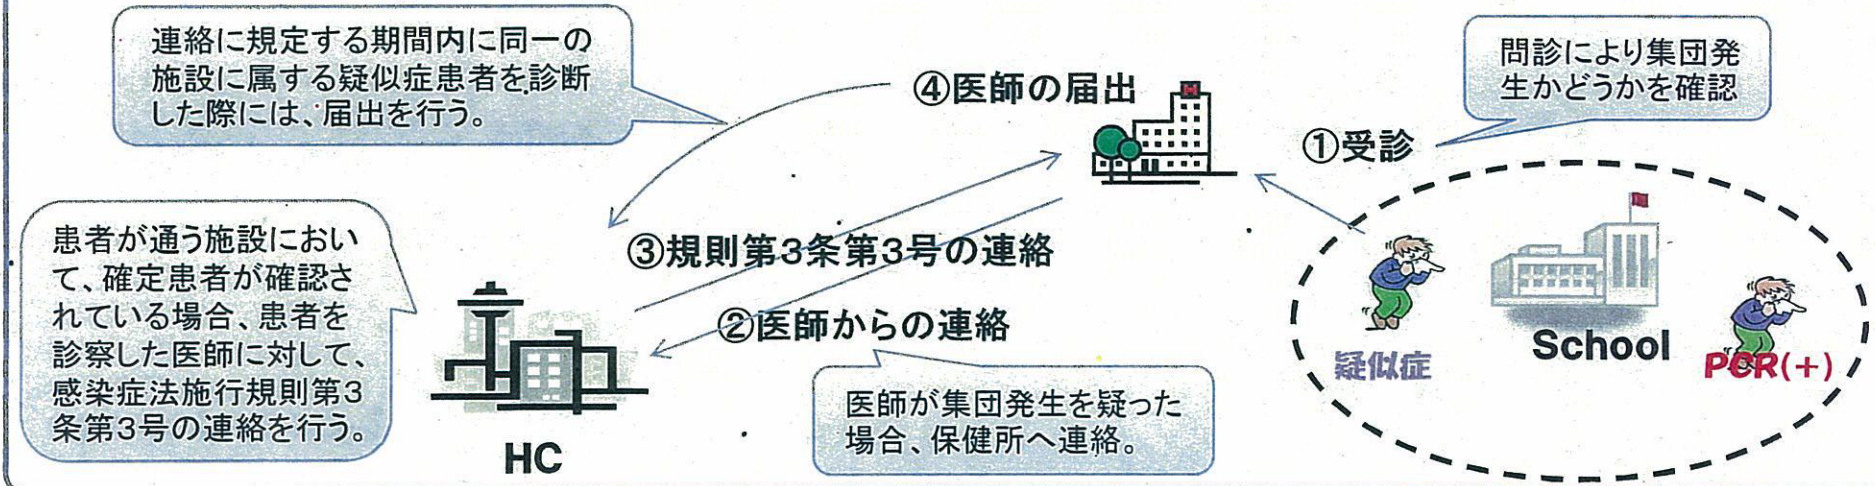 連絡に規定する期間内に同一の
施設に属する疑似症患者を診断
した際には、届出を行う。
④医師の届出
問診により集団発
生かどうかを確認
①受診
患者が通う施設におい
て、確定患者が確認さ
れている場合、患者を
診察した医師に対して、
感染症法施行規則第3
条第3号の連絡を行う。
③規則第3条第3号の連絡
②医師からの連絡
医師が集団発生を疑った
場合、保健所へ連絡。
HC
疑似症
School
PCR(+)
H